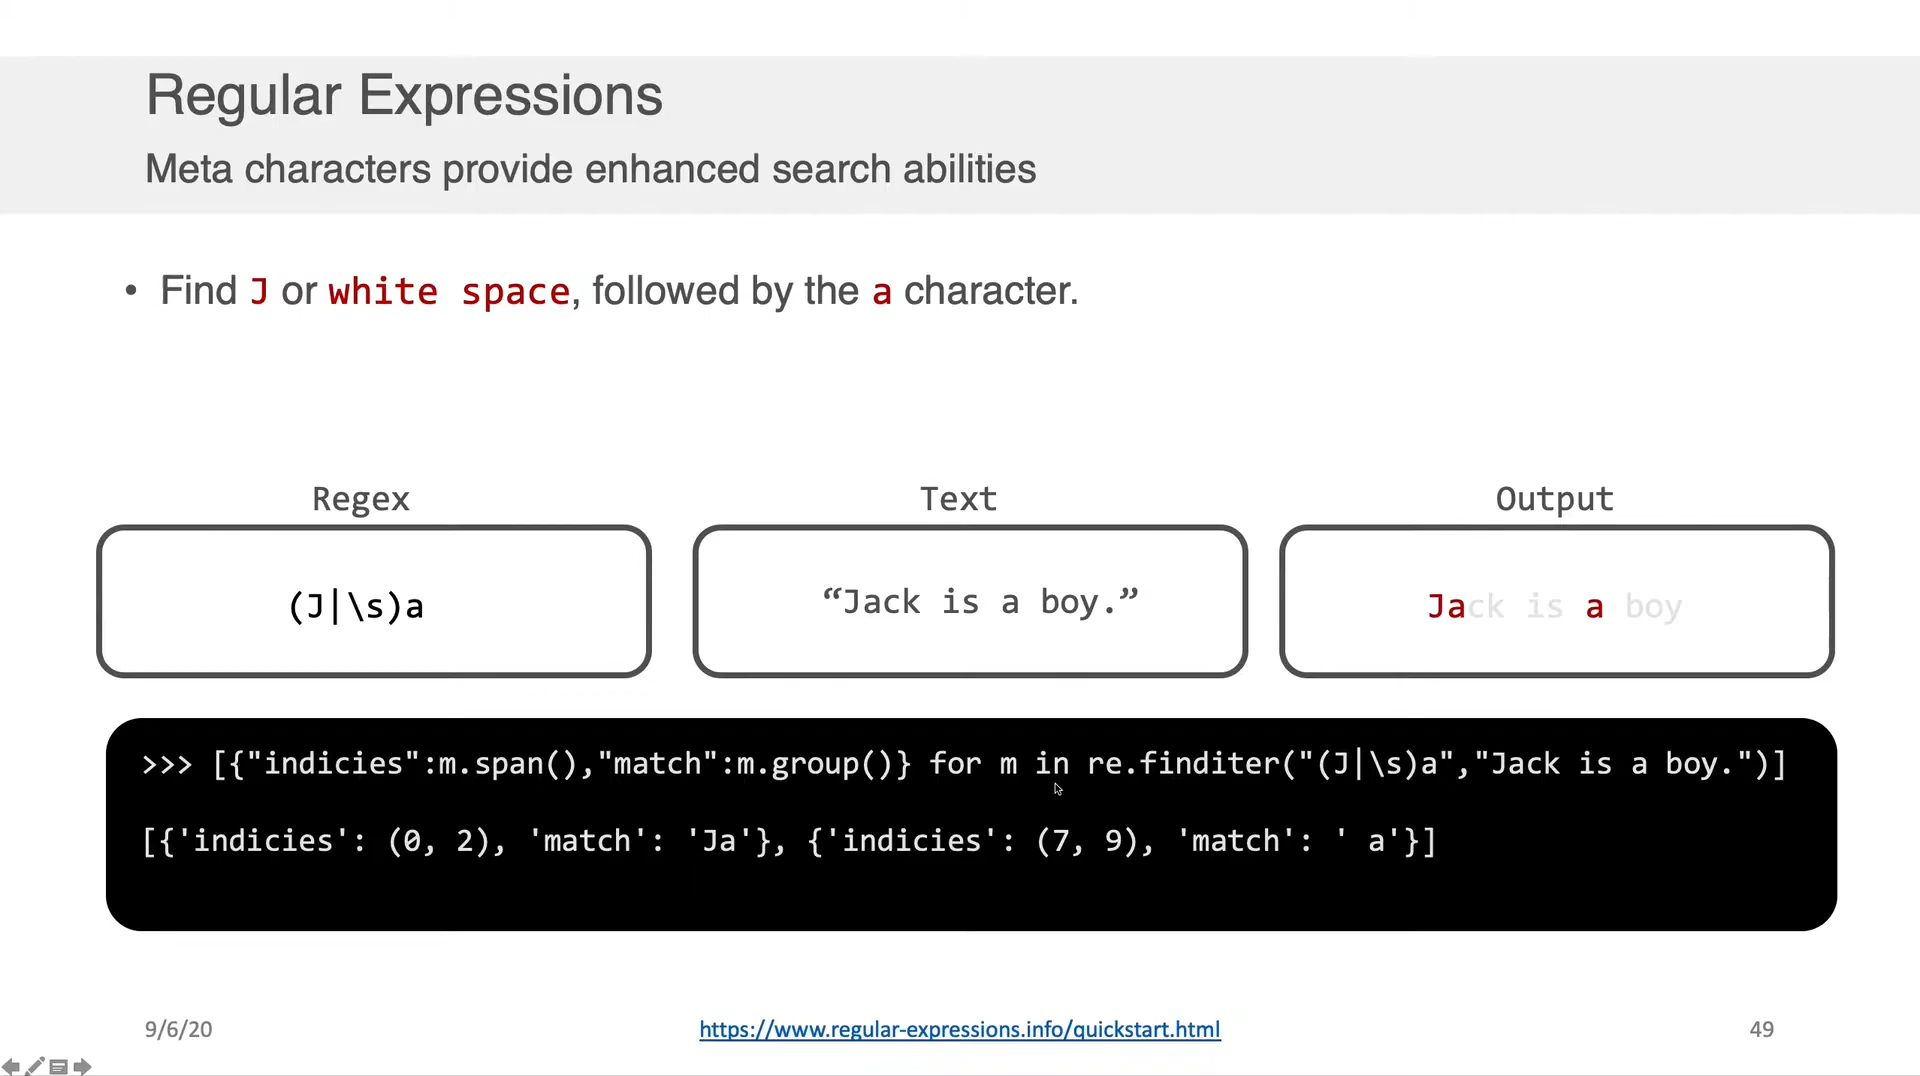 Regular Expressions
Meta characters provide enhanced search abilities
• Find J or white space, followed by the a character.
Regex
Text
Output
(J|\s)a
“Jack is a boy.”
Jack is a boy
>>> [{"indicies":m.span(),"match":m.group()} for m in re.finditer("(J|\s)a","Jack is a boy.")]
[{'indicies': (0, 2), 'match': 'Ja'}, {'indicies': (7, 9), 'match': ' a'}]
9/6/20
https://www.regular-expressions.info/quickstart.html
49